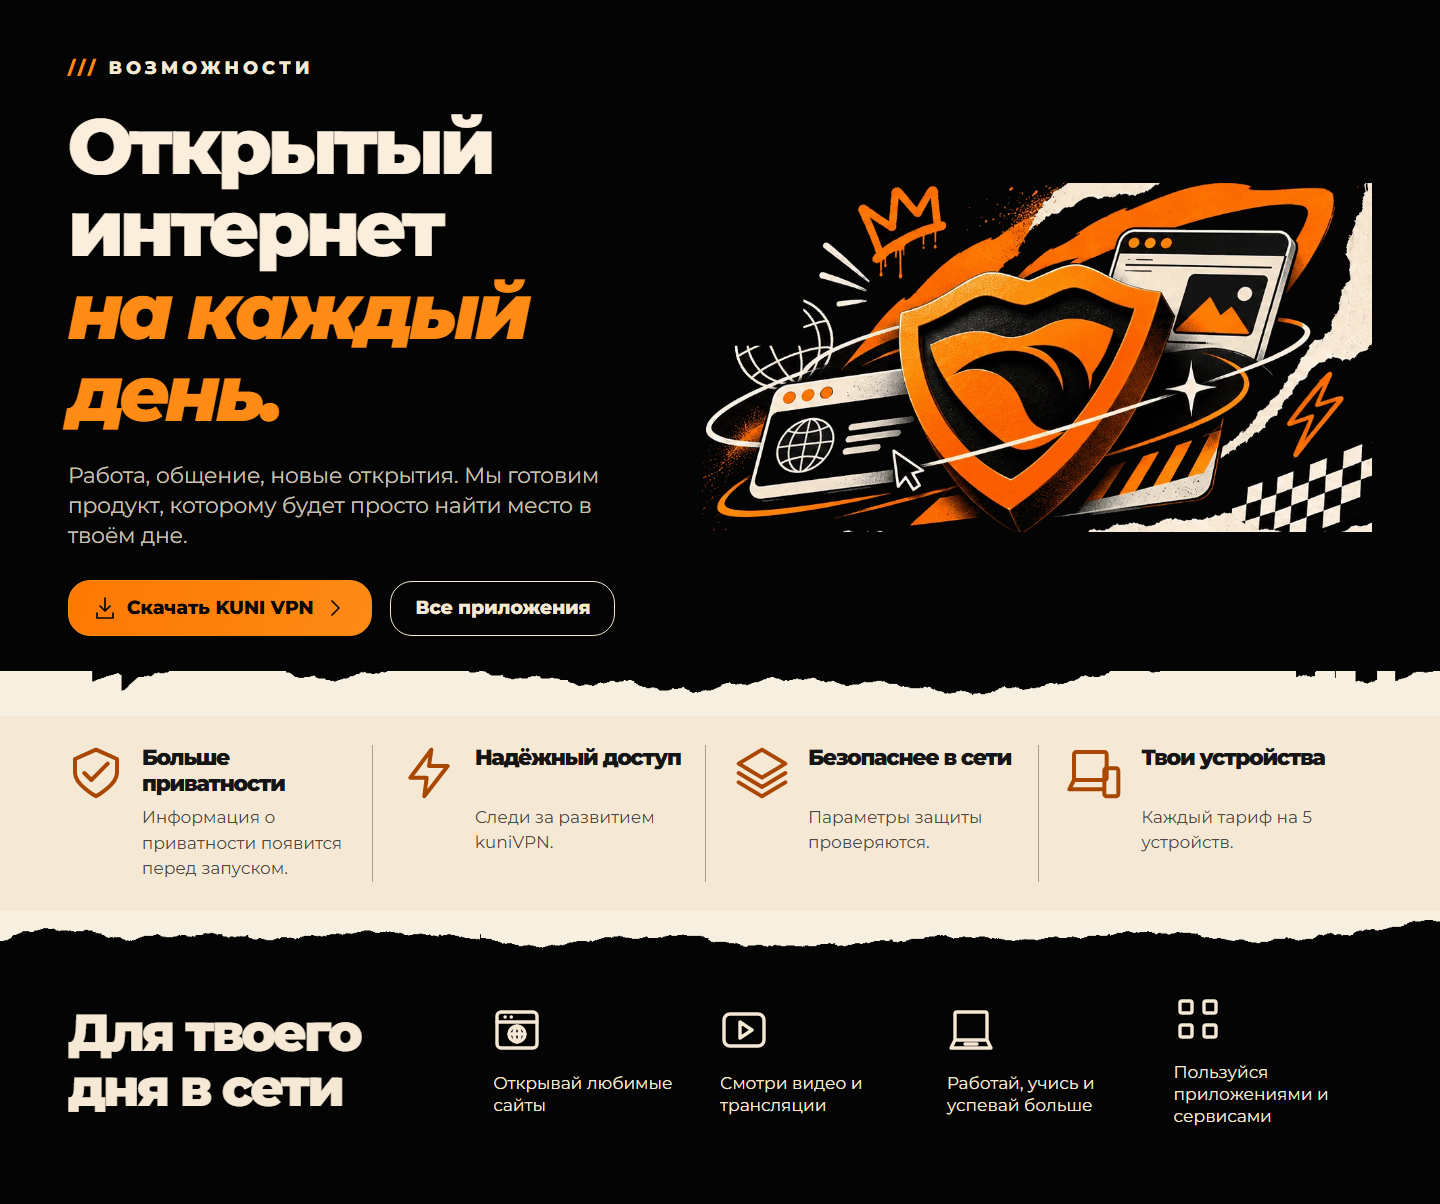 /// ВОЗМОЖНОСТИ
Открытый
интернет
на каждый
день.
Работа, общение, новые открытия. Мы готовим
продукт, которому будет просто найти место в
твоём дне.
Скачать KUNI VPN
Все приложения
Больше
приватности
Информация о
приватности появится
перед запуском.
Надёжный доступ
Следи за развитием
kuniVPN.
Безопаснее в сети
Параметры защиты
проверяются.
Твои устройства
Каждый тариф на 5
устройств.
Для твоего
дня в сети
Открывай любимые
сайты
Смотри видео и
трансляции
Работай, учись и
успевай больше
Пользуйся
приложениями и
сервисами